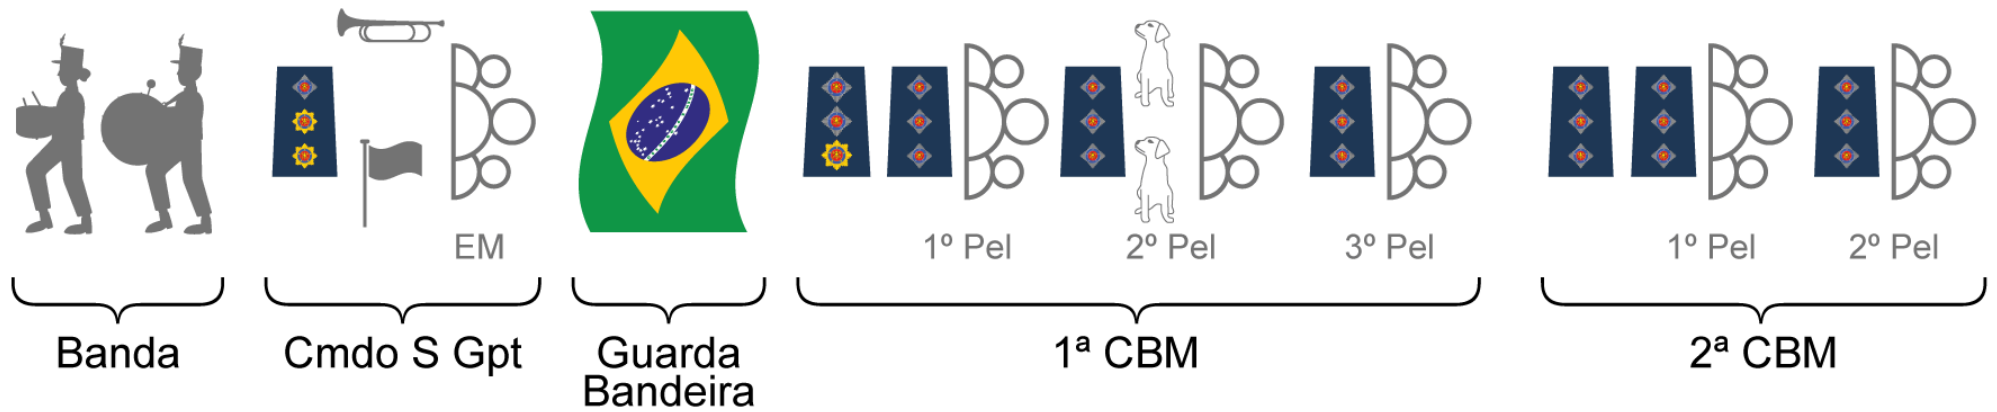 EM
1º Pel
2º Pel
3º Pel
1º Pel
2º Pel
Banda
Cmdo S Gpt
Guarda
Bandeira
1ª CBM
2ª CBM